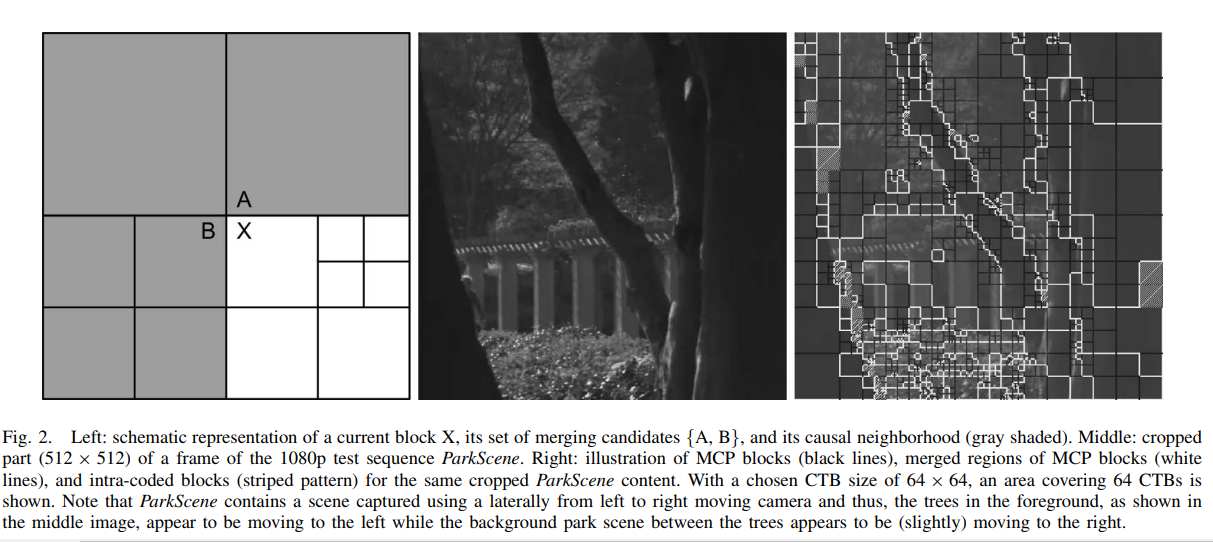 A
B X
Fig. 2. Left: schematic representation of a current block X, its set of merging candidates {A, B}, and its causal neighborhood (gray shaded). Middle: cropped
part (512 × 512) of a frame of the 1080p test sequence ParkScene. Right: illustration of MCP blocks (black lines), merged regions of MCP blocks (white
lines), and intra-coded blocks (striped pattern) for the same cropped ParkScene content. With a chosen CTB size of 64 × 64, an area covering 64 CTBs is
shown. Note that ParkScene contains a scene captured using a laterally from left to right moving camera and thus, the trees in the foreground, as shown in
the middle image, appear to be moving to the left while the background park scene between the trees appears to be (slightly) moving to the right.